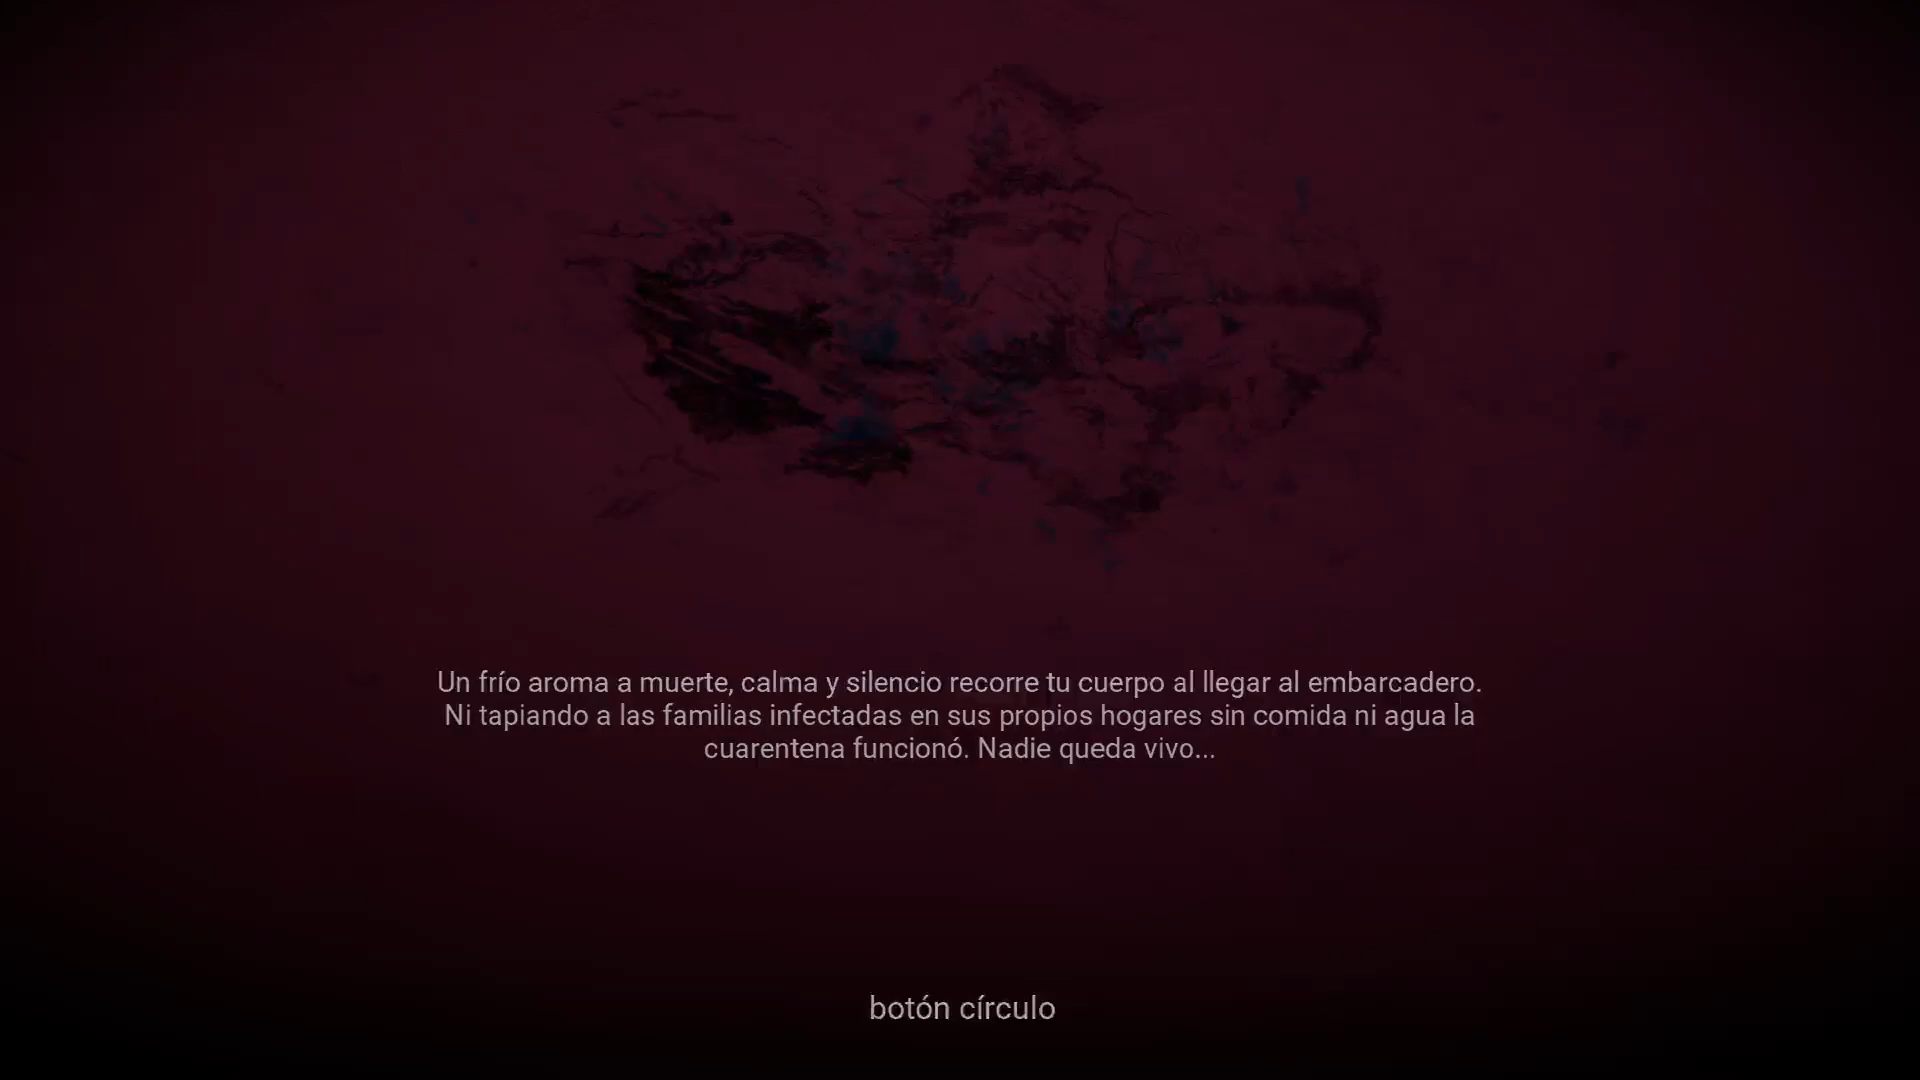 Un frío aroma a muerte, calma y silencio recorre tu cuerpo al llegar al embarcadero.
Ni tapiando a las familias infectadas en sus propios hogares sin comida ni agua la
cuarentena funcionó. Nadie queda vivo...
botón círculo